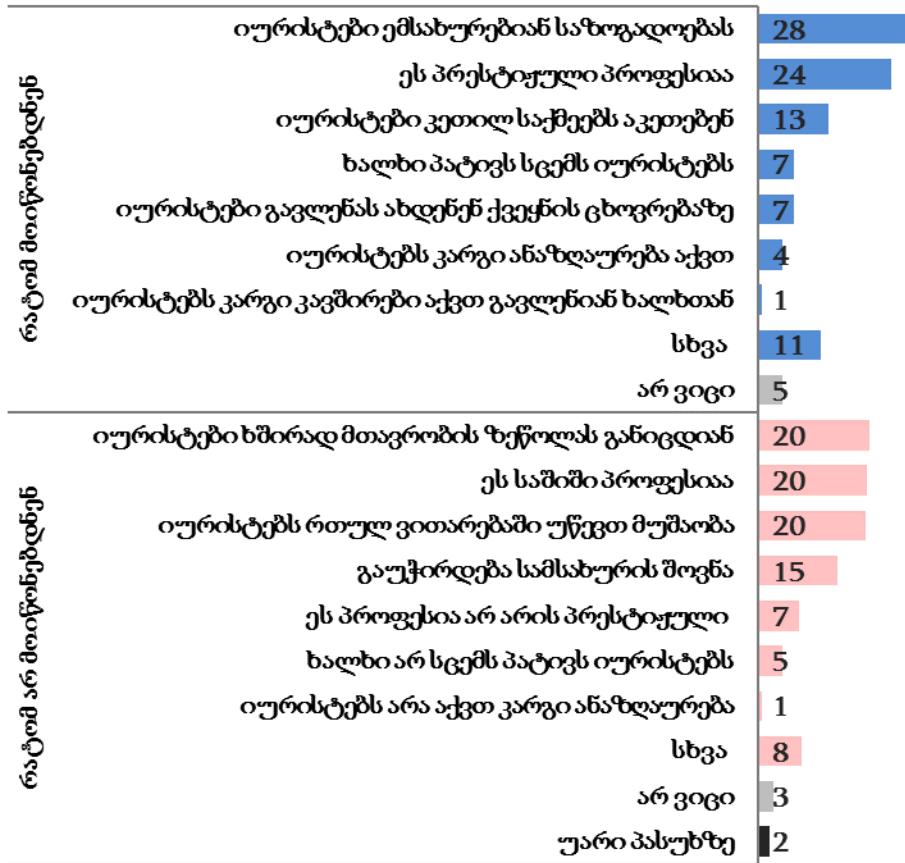 რატომ მოიწონებდნენ
იურისტები ემსახურებიან საზოგადოებას 28
ეს პრესტიჟული პროფესიაა 24
იურისტები კეთილ საქმეებს აკეთებენ 13
ხალხი პატივს სცემს იურისტებს 7
იურისტები გავლენას ახდენენ ქვეყნის ცხოვრებაზე 7
იურისტებს კარგი ანაზღაურება აქვთ 4
იურისტებს კარგი კავშირები აქვთ გავლენიან ხალხთან 1
სხვა 11
არ ვიცი 5
რატომ არ მოიწონებდნენ
იურისტები ხშირად მთავრობის ზეწოლას განიცდიან 20
ეს საშიში პროფესიაა 20
იურისტებს რთულ ვითარებაში უწევთ მუშაობა 20
გაუჭირდება სამსახურის შოვნა 15
ეს პროფესია არ არის პრესტიჟული 7
ხალხი არ სცემს პატივს იურისტებს 5
იურისტებს არა აქვთ კარგი ანაზღაურება 1
სხვა 8
არ ვიცი 3
უარი პასუხზე 2